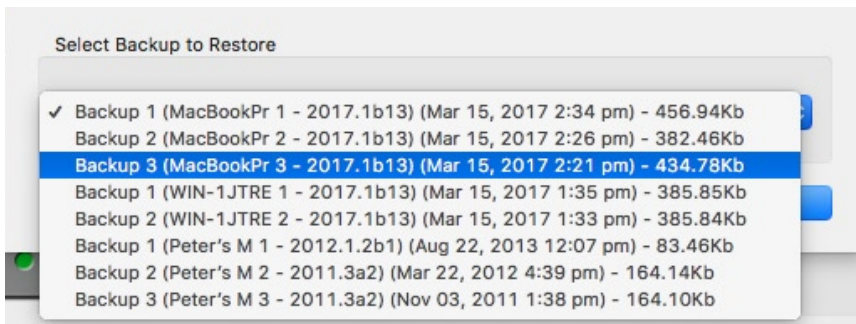 Select Backup to Restore
✓ Backup 1 (MacBookPr 1 - 2017.1b13) (Mar 15, 2017 2:34 pm) - 456.94Kb
Backup 2 (MacBookPr 2 - 2017.1b13) (Mar 15, 2017 2:26 pm) - 382.46Kb
Backup 3 (MacBookPr 3 - 2017.1b13) (Mar 15, 2017 2:21 pm) - 434.78Kb
Backup 1 (WIN-1JTRE 1 - 2017.1b13) (Mar 15, 2017 1:35 pm) - 385.85Kb
Backup 2 (WIN-1JTRE 2 - 2017.1b13) (Mar 15, 2017 1:33 pm) - 385.84Kb
Backup 1 (Peter's M 1 - 2012.1.2b1) (Aug 22, 2013 12:07 pm) - 83.46Kb
Backup 2 (Peter's M 2 - 2011.3a2) (Mar 22, 2012 4:39 pm) - 164.14Kb
Backup 3 (Peter's M 3 - 2011.3a2) (Nov 03, 2011 1:38 pm) - 164.10Kb